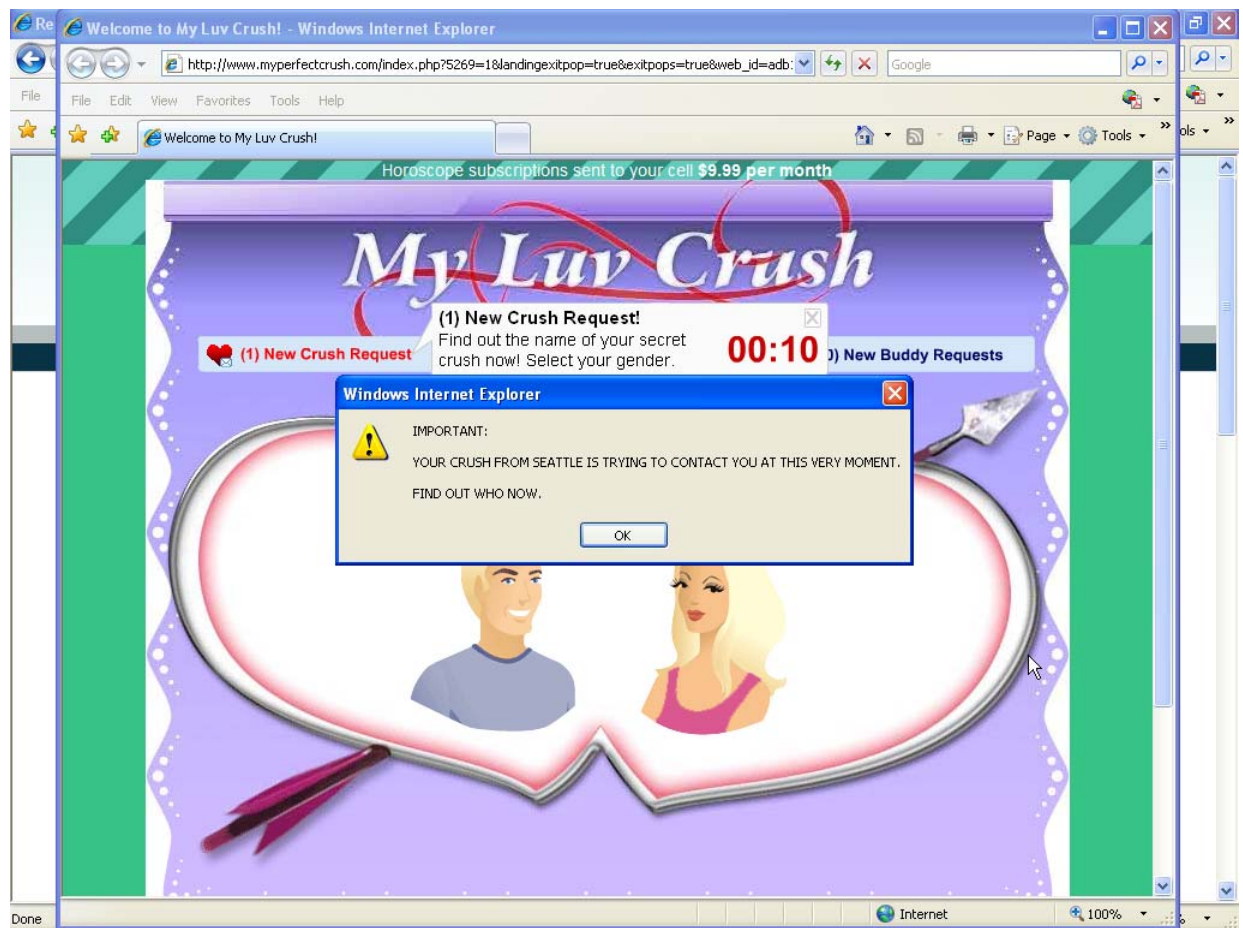 Re
Welcome to My Luv Crush! - Windows Internet Explorer
http://www.myperfectcrush.com/index.php?5269=1&landingexitpop=true&exitpops=true&web_id=adb:
Google
File
File Edit View Favorites Tools Help
Welcome to My Luv Crush!
Page Tools »
ols »
Horoscope subscriptions sent to your cell $9.99 per month
My Luv Crush
(1) New Crush Request!
Find out the name of your secret
crush now! Select your gender.
00:10
(1) New Crush Request
0) New Buddy Requests
Windows Internet Explorer
IMPORTANT:
YOUR CRUSH FROM SEATTLE IS TRYING TO CONTACT YOU AT THIS VERY MOMENT.
FIND OUT WHO NOW.
OK
Done
Internet
100%
%